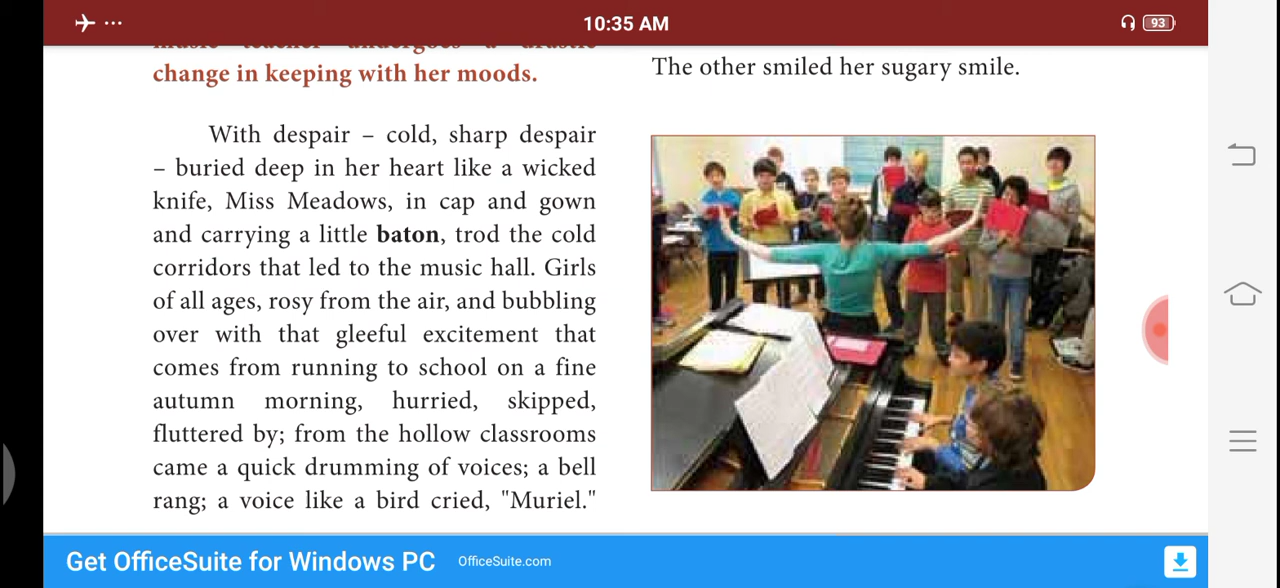 10:35 AM
93
music teacher undergoes a drastic
change in keeping with her moods.
With despair – cold, sharp despair
– buried deep in her heart like a wicked
knife, Miss Meadows, in cap and gown
and carrying a little baton, trod the cold
corridors that led to the music hall. Girls
of all ages, rosy from the air, and bubbling
over with that gleeful excitement that
comes from running to school on a fine
autumn morning, hurried, skipped,
fluttered by; from the hollow classrooms
came a quick drumming of voices; a bell
rang; a voice like a bird cried, "Muriel."
The other smiled her sugary smile.
Get OfficeSuite for Windows PC OfficeSuite.com